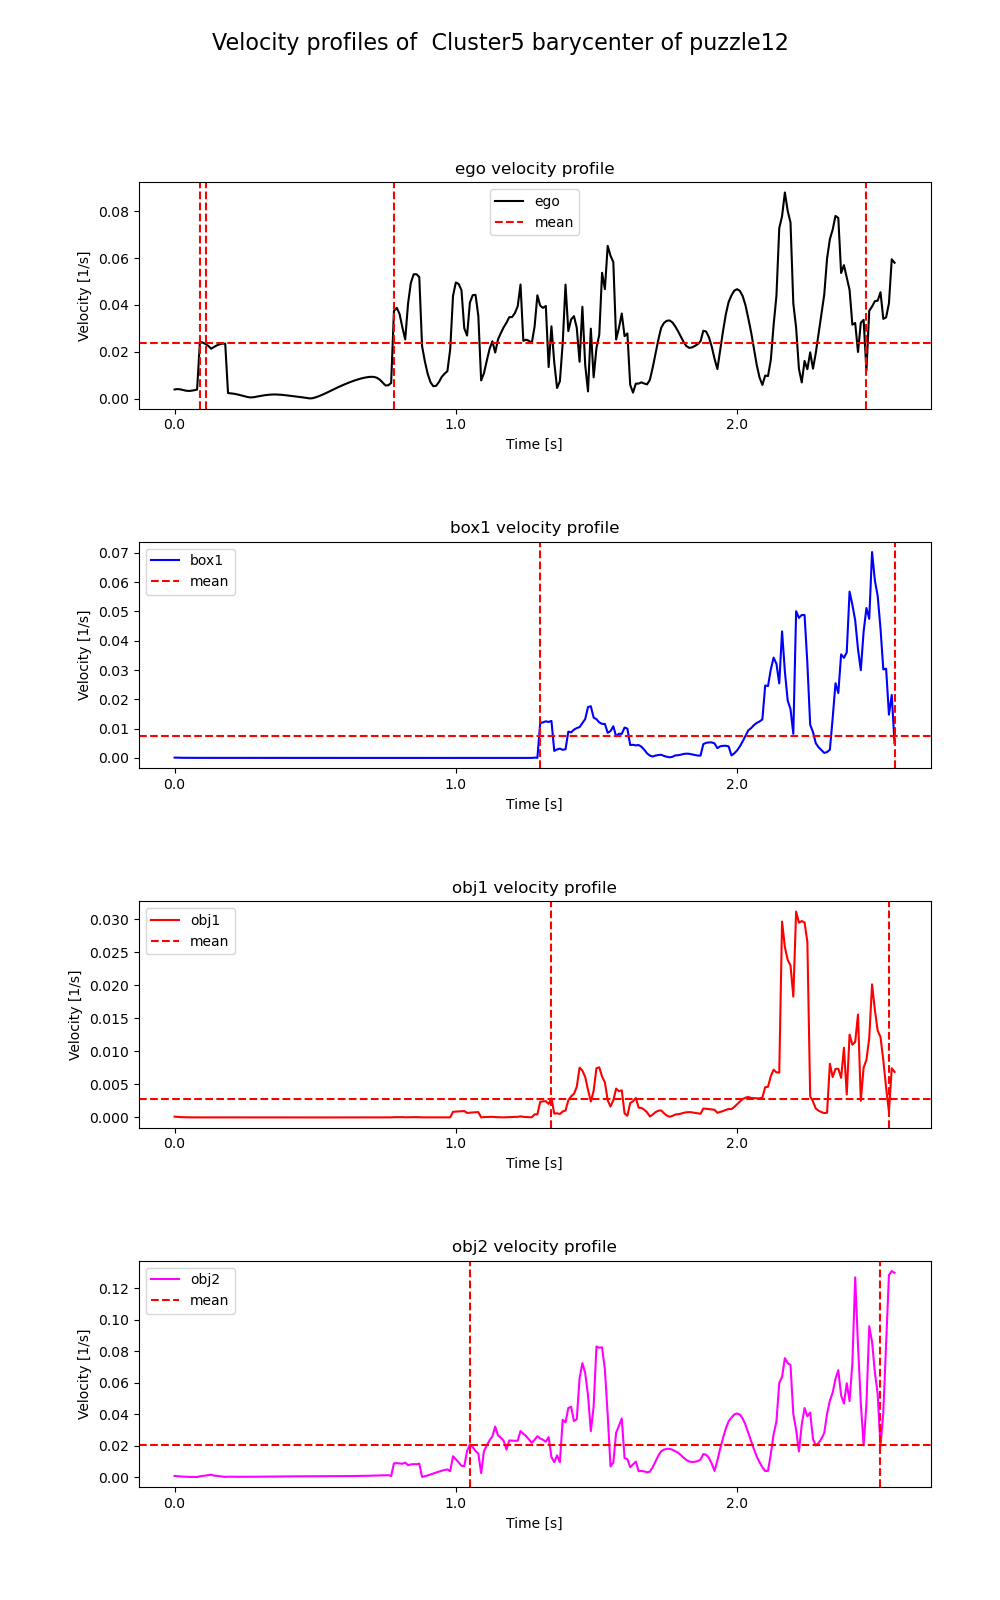 Velocity profiles of  Cluster5 barycenter of puzzle12
ego velocity profile
ego
mean
0.08
0.06
0.04
0.02
0.00
Velocity [1/s]
0.0 1.0 2.0
Time [s]
box1 velocity profile
box1
mean
0.07
0.06
0.05
0.04
0.03
0.02
0.01
0.00
Velocity [1/s]
0.0 1.0 2.0
Time [s]
obj1 velocity profile
obj1
mean
0.030
0.025
0.020
0.015
0.010
0.005
0.000
Velocity [1/s]
0.0 1.0 2.0
Time [s]
obj2 velocity profile
obj2
mean
0.12
0.10
0.08
0.06
0.04
0.02
0.00
Velocity [1/s]
0.0 1.0 2.0
Time [s]